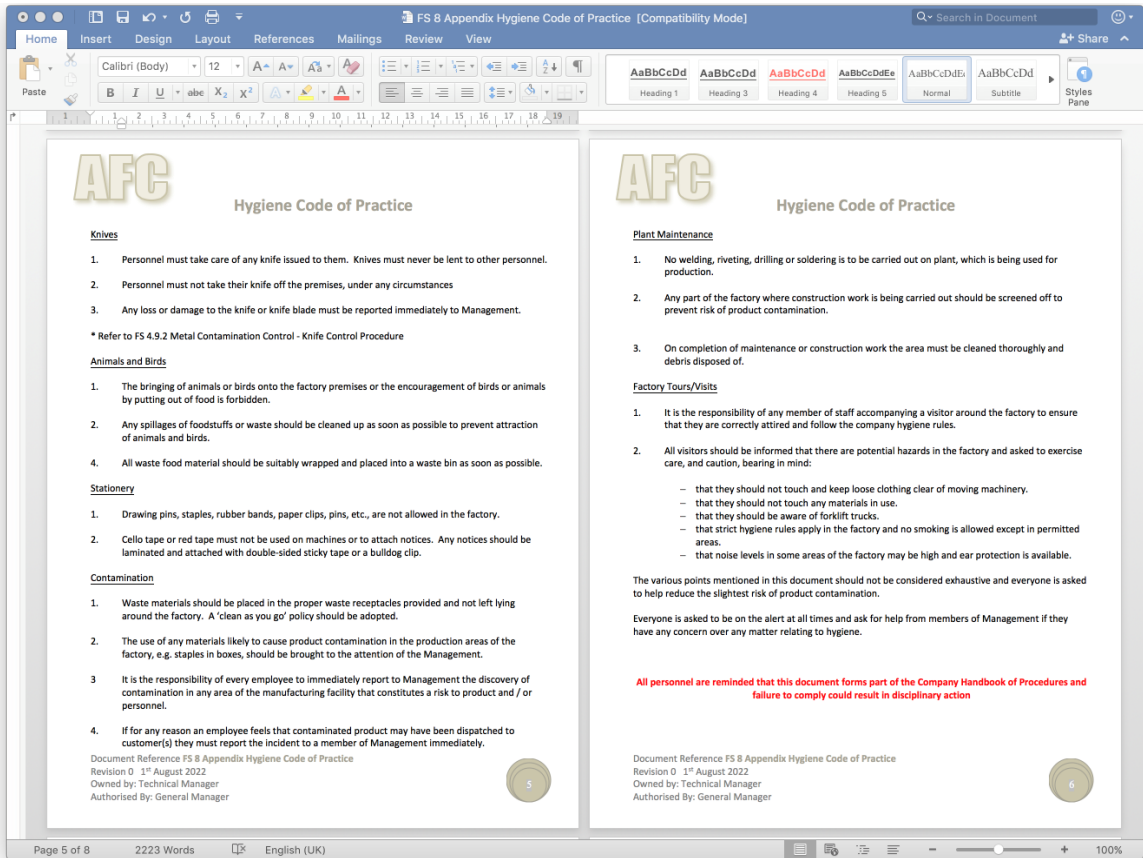 FS 8 Appendix Hygiene Code of Practice [Compatibility Mode]
Search in Document
Home Insert Design Layout References Mailings Review View
Share
Paste
Calibri (Body) 12
AaBbCcDd AaBbCcDd AaBbCcDd AaBbCcDdEe AaBbCcDdEe AaBbCcDd
Heading 1 Heading 3 Heading 4 Heading 5 Normal Subtitle
Styles
Pane
B I U abc X₂ X²
1 1 2 3 4 5 6 7 8 9 10 11 12 13 14 15 16 17 18 19
AFC
Hygiene Code of Practice
Knives
1. Personnel must take care of any knife issued to them. Knives must never be lent to other personnel.
2. Personnel must not take their knife off the premises, under any circumstances
3. Any loss or damage to the knife or knife blade must be reported immediately to Management.
* Refer to FS 4.9.2 Metal Contamination Control - Knife Control Procedure
Animals and Birds
1. The bringing of animals or birds onto the factory premises or the encouragement of birds or animals
by putting out of food is forbidden.
2. Any spillages of foodstuffs or waste should be cleaned up as soon as possible to prevent attraction
of animals and birds.
4. All waste food material should be suitably wrapped and placed into a waste bin as soon as possible.
Stationery
1. Drawing pins, staples, rubber bands, paper clips, pins, etc., are not allowed in the factory.
2. Cello tape or red tape must not be used on machines or to attach notices. Any notices should be
laminated and attached with double-sided sticky tape or a bulldog clip.
Contamination
1. Waste materials should be placed in the proper waste receptacles provided and not left lying
around the factory. A ‘clean as you go’ policy should be adopted.
2. The use of any materials likely to cause product contamination in the production areas of the
factory, e.g. staples in boxes, should be brought to the attention of the Management.
3 It is the responsibility of every employee to immediately report to Management the discovery of
contamination in any area of the manufacturing facility that constitutes a risk to product and / or
personnel.
4. If for any reason an employee feels that contaminated product may have been dispatched to
customer(s) they must report the incident to a member of Management immediately.
Document Reference FS 8 Appendix Hygiene Code of Practice
Revision 0 1st August 2022
Owned by: Technical Manager
Authorised By: General Manager
5
AFC
Hygiene Code of Practice
Plant Maintenance
1. No welding, riveting, drilling or soldering is to be carried out on plant, which is being used for
production.
2. Any part of the factory where construction work is being carried out should be screened off to
prevent risk of product contamination.
3. On completion of maintenance or construction work the area must be cleaned thoroughly and
debris disposed of.
Factory Tours/Visits
1. It is the responsibility of any member of staff accompanying a visitor around the factory to ensure
that they are correctly attired and follow the company hygiene rules.
2. All visitors should be informed that there are potential hazards in the factory and asked to exercise
care, and caution, bearing in mind:
– that they should not touch and keep loose clothing clear of moving machinery.
– that they should not touch any materials in use.
– that they should be aware of forklift trucks.
– that strict hygiene rules apply in the factory and no smoking is allowed except in permitted
areas.
– that noise levels in some areas of the factory may be high and ear protection is available.
The various points mentioned in this document should not be considered exhaustive and everyone is asked
to help reduce the slightest risk of product contamination.
Everyone is asked to be on the alert at all times and ask for help from members of Management if they
have any concern over any matter relating to hygiene.
All personnel are reminded that this document forms part of the Company Handbook of Procedures and
failure to comply could result in disciplinary action
Document Reference FS 8 Appendix Hygiene Code of Practice
Revision 0 1st August 2022
Owned by: Technical Manager
Authorised By: General Manager
6
Page 5 of 8 2223 Words English (UK) 100%